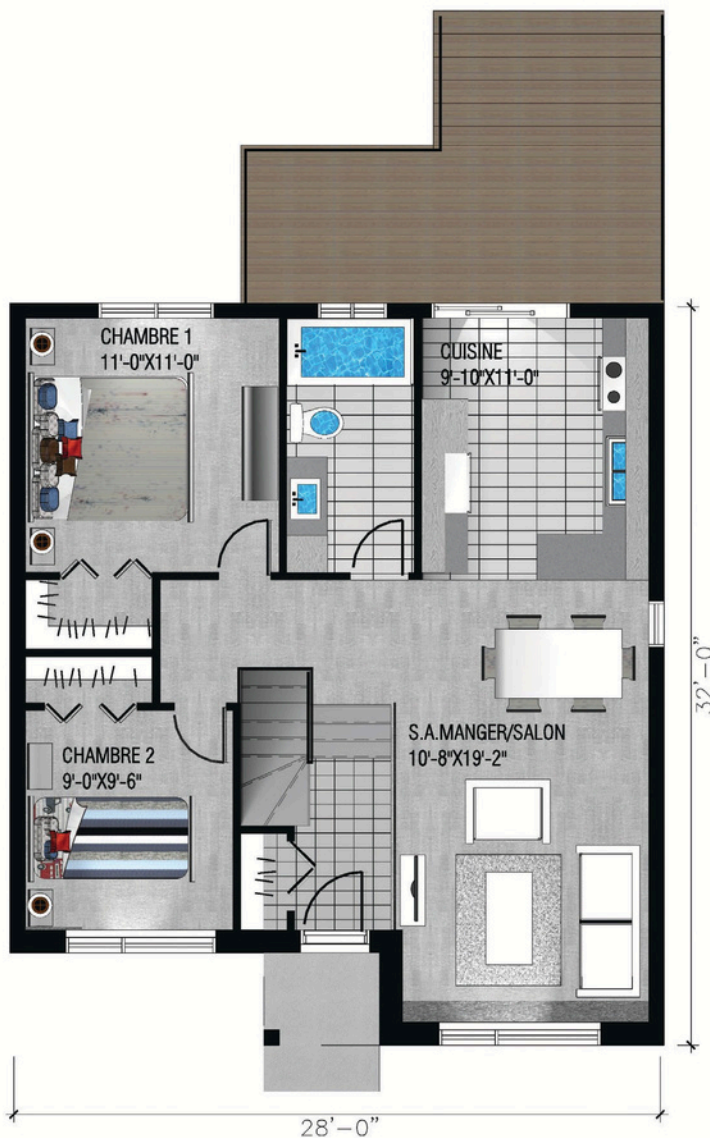 CHAMBRE 1
11'-0"X11'-0"
CUISINE
9'-10"X11'-0"
S.A.MANGER/SALON
10'-8"X19'-2"
CHAMBRE 2
9'-0"X9'-6"
32'-0"
28'-0"